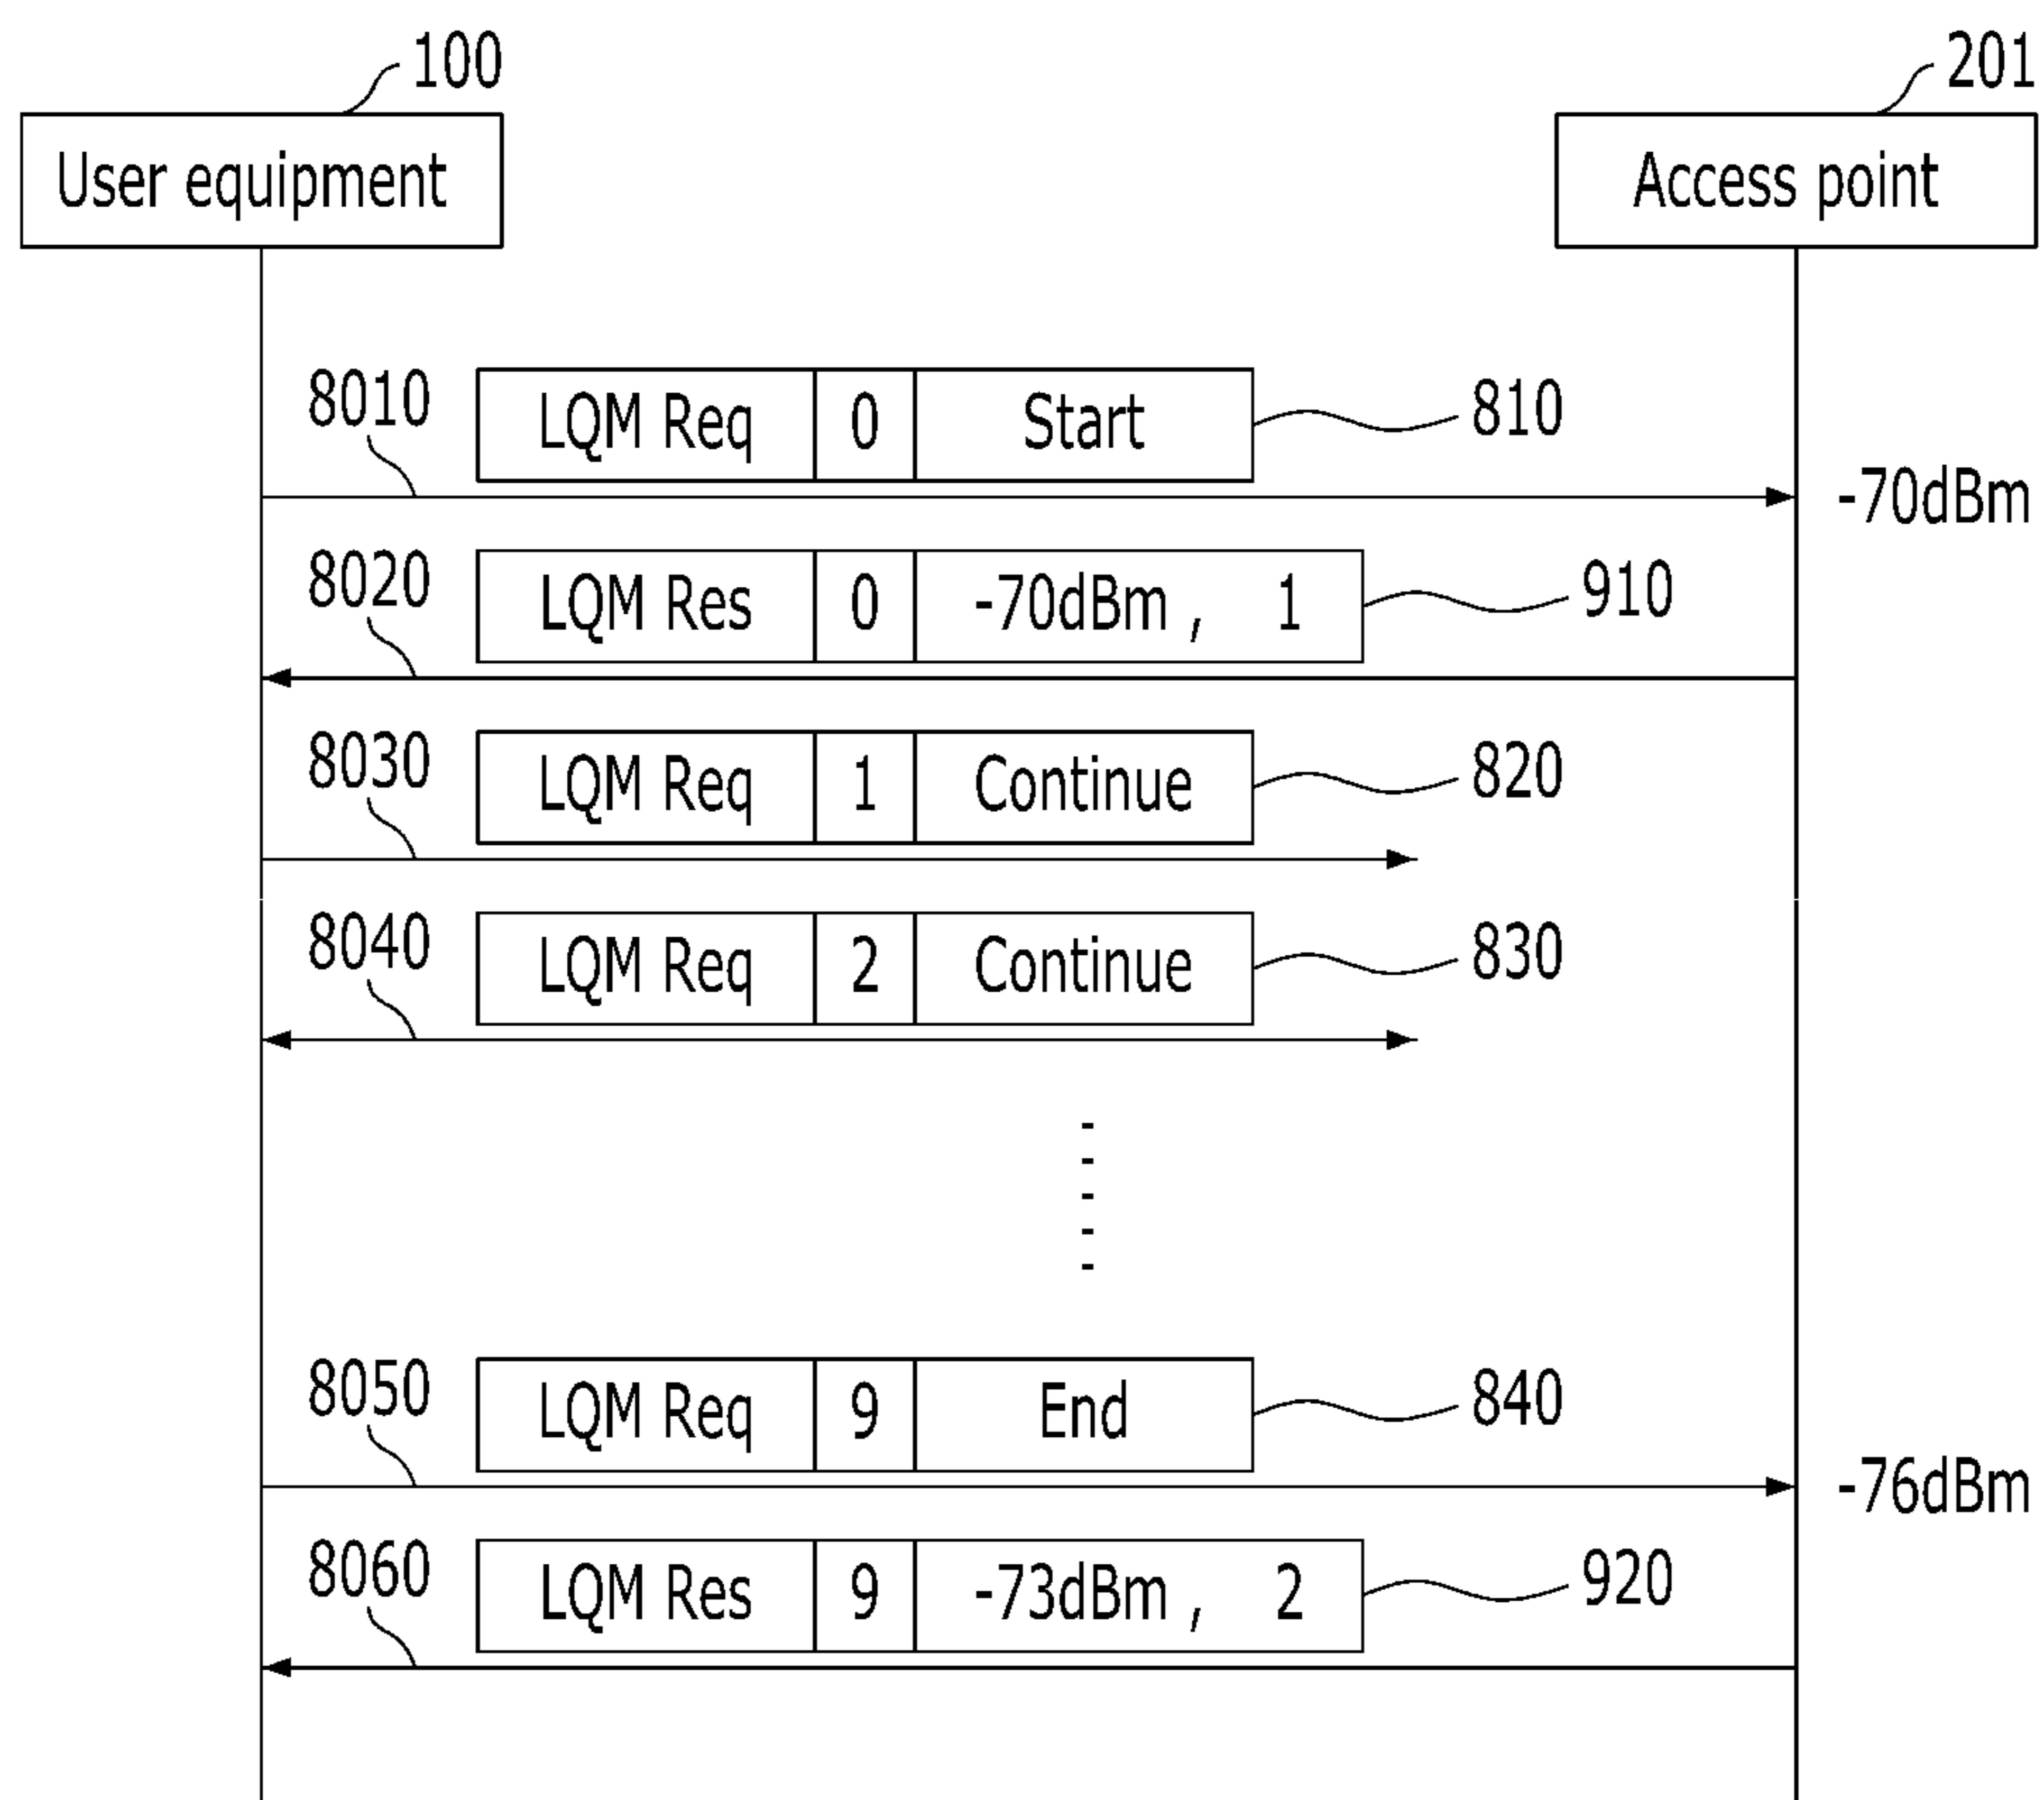 100
201
User equipment
Access point
8010
LQM Req 0 Start
810
-70dBm
8020
LQM Res 0 -70dBm , 1
910
8030
LQM Req 1 Continue
820
8040
LQM Req 2 Continue
830
8050
LQM Req 9 End
840
-76dBm
8060
LQM Res 9 -73dBm , 2
920